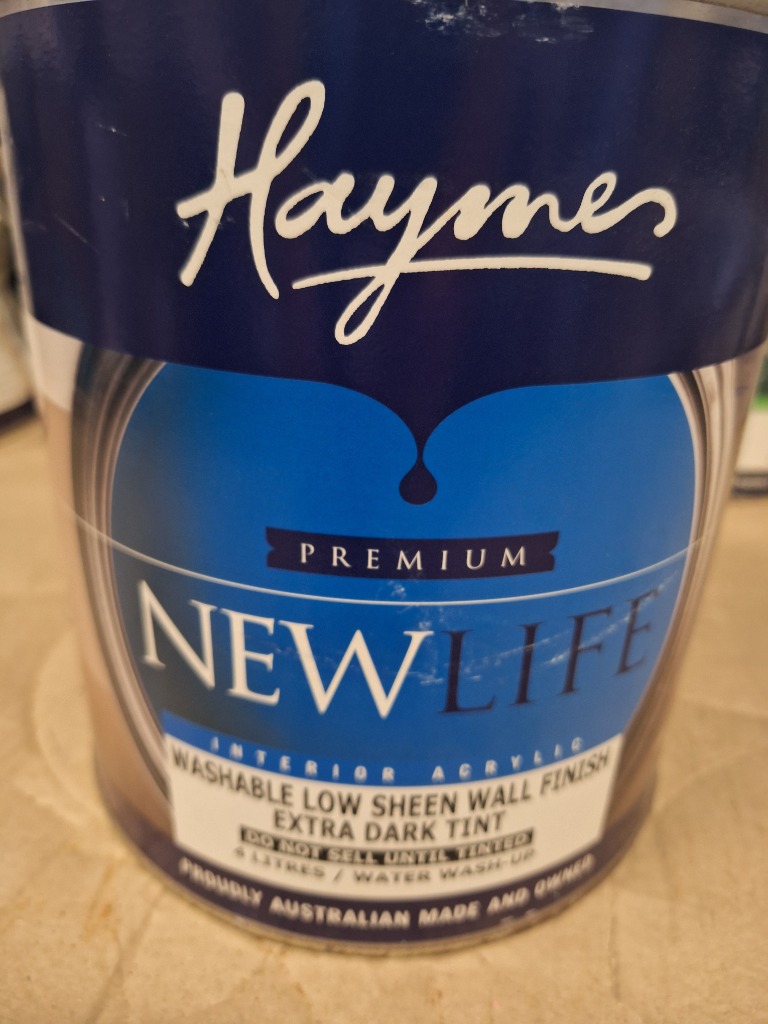 Haymes
PREMIUM
NEWLIFE
INTERIOR ACRYLIC
WASHABLE LOW SHEEN WALL FINISH
EXTRA DARK TINT
DO NOT SELL UNTIL TINTED
4 LITRES / WATER WASH-UP
PROUDLY AUSTRALIAN MADE AND OWNED